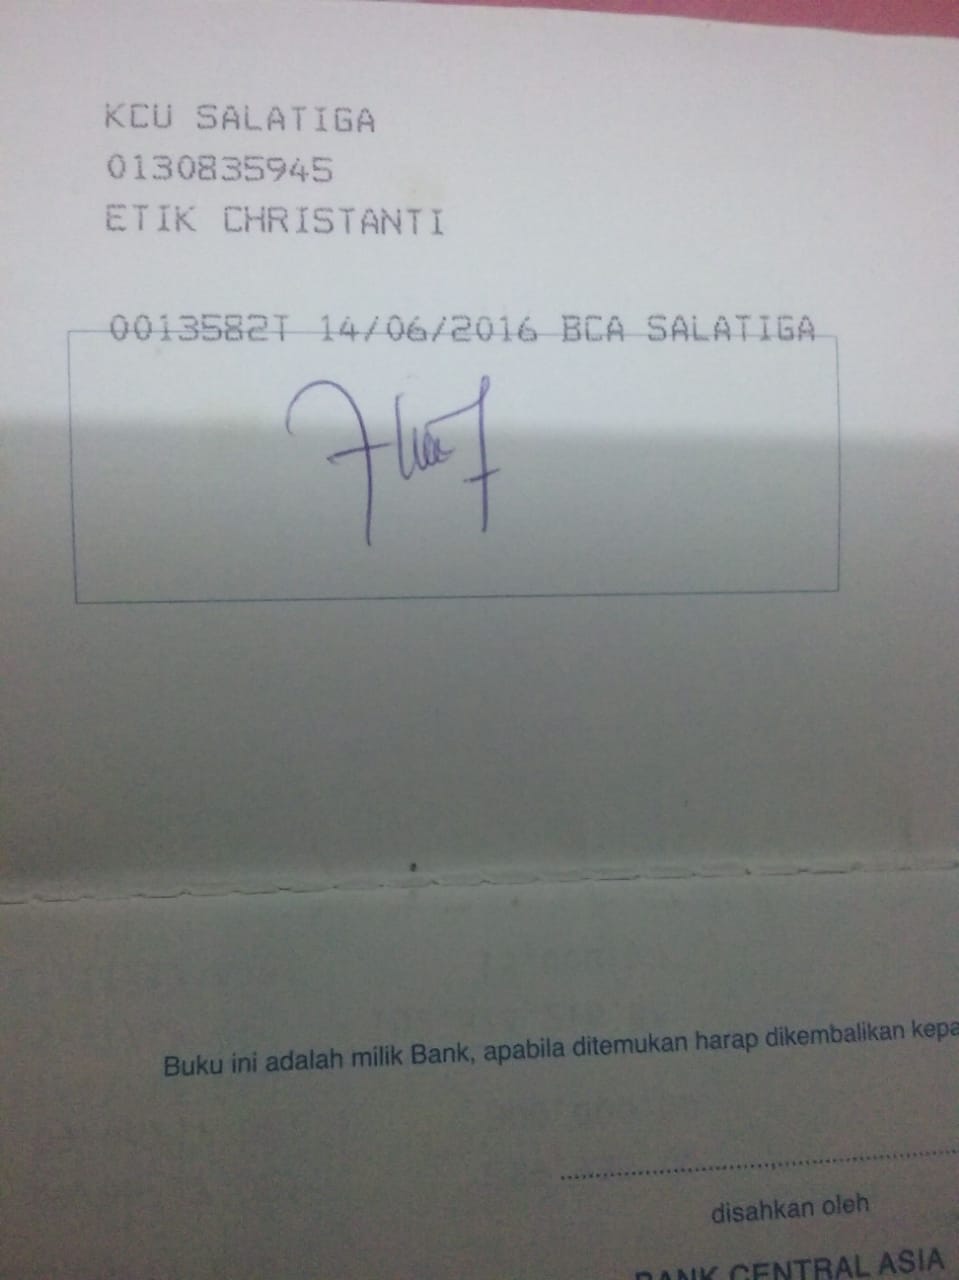 KCU SALATIGA
0130835945
ETIK CHRISTANTI
0013582T 14/06/2016 BCA SALATIGA
Buku ini adalah milik Bank, apabila ditemukan harap dikembalikan kepa
disahkan oleh
BANK CENTRAL ASIA